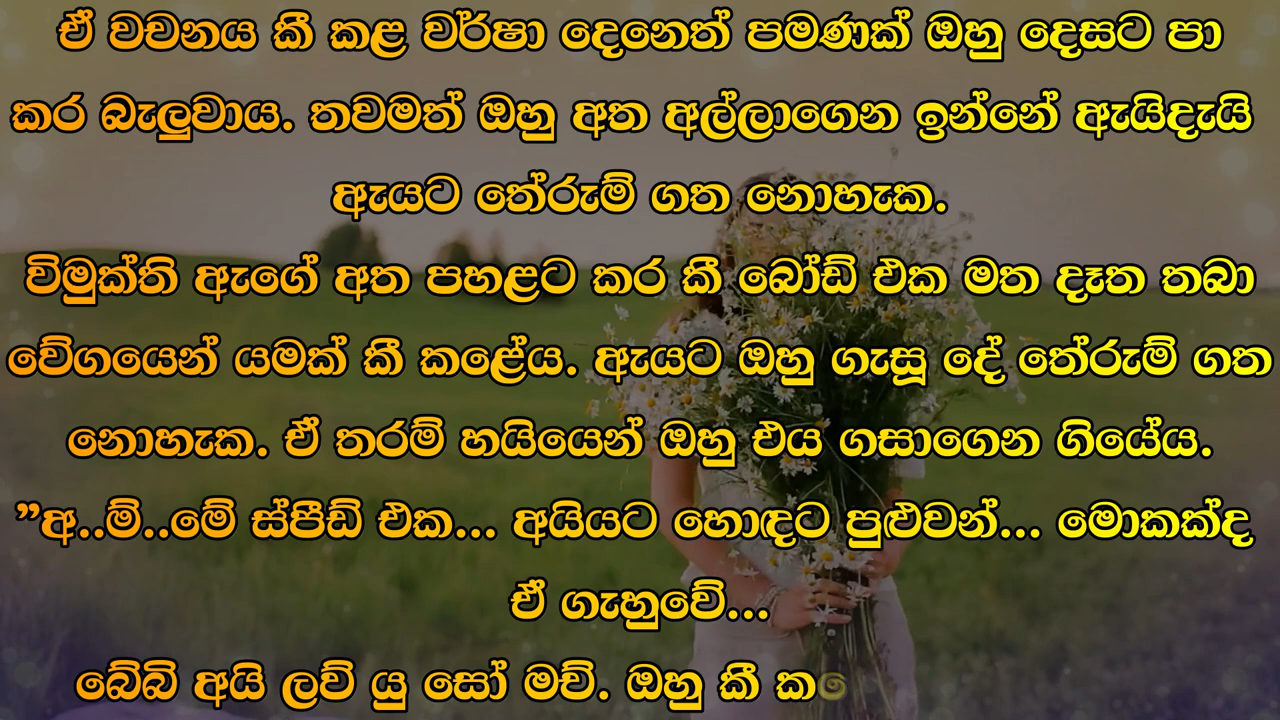 ඒ වචනය කී කළ වර්ෂා දෙනෙත් පමණක් ඔහු දෙසට පා
කර බැලුවාය. තවමත් ඔහු අත අල්ලාගෙන ඉන්නේ ඇයිදැයි
ඇයට තේරුම් ගත නොහැක.
විමුක්ති ඇගේ අත පහළට කර කී බෝඩ් එක මත දෑත තබා
වේගයෙන් යමක් කී කළේය. ඇයට ඔහු ගැසූ දේ තේරුම් ගත
නොහැක. ඒ තරම් හයියෙන් ඔහු එය ගසාගෙන ගියේය.
”අ..ම්..මේ ස්පීඩ් එක... අයියට හොඳට පුළුවන්... මොකක්ද
ඒ ගැහුවේ...
බේබි අයි ලව් යු සෝ මච්. ඔහු කී ක